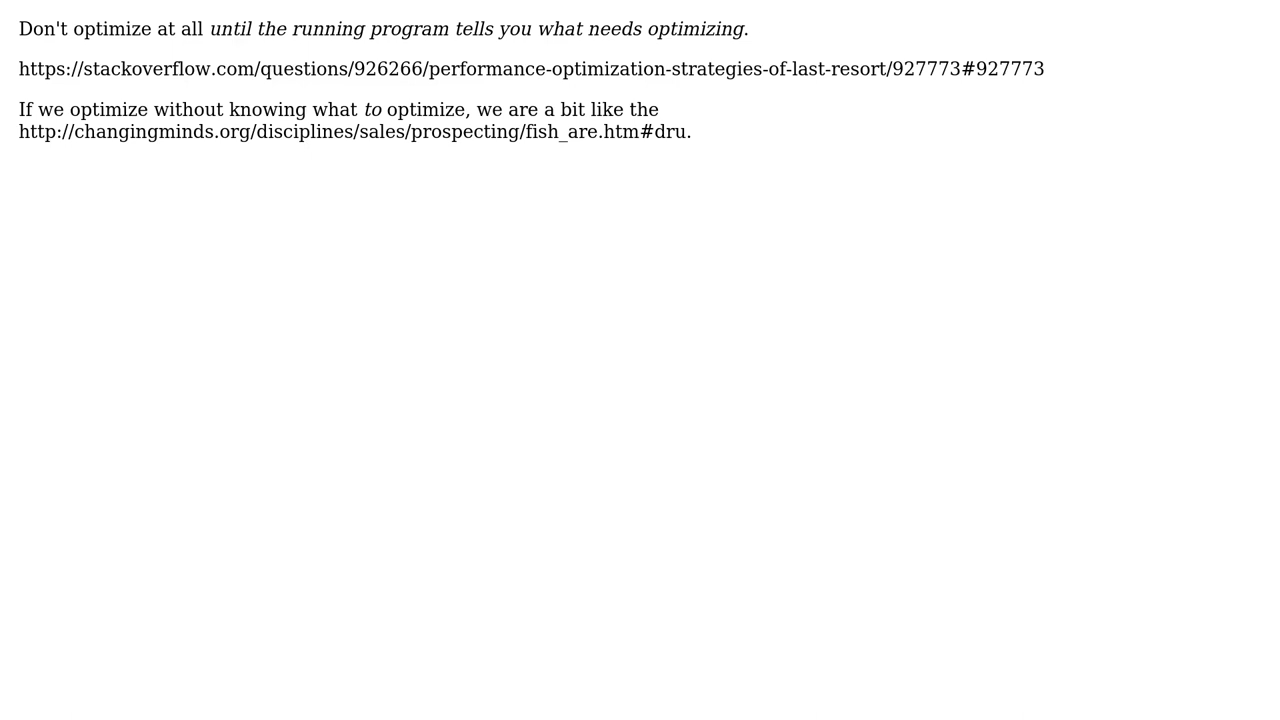 Don't optimize at all until the running program tells you what needs optimizing.
https://stackoverflow.com/questions/926266/performance-optimization-strategies-of-last-resort/927773#927773
If we optimize without knowing what to optimize, we are a bit like the
http://changingminds.org/disciplines/sales/prospecting/fish_are.htm#dru.